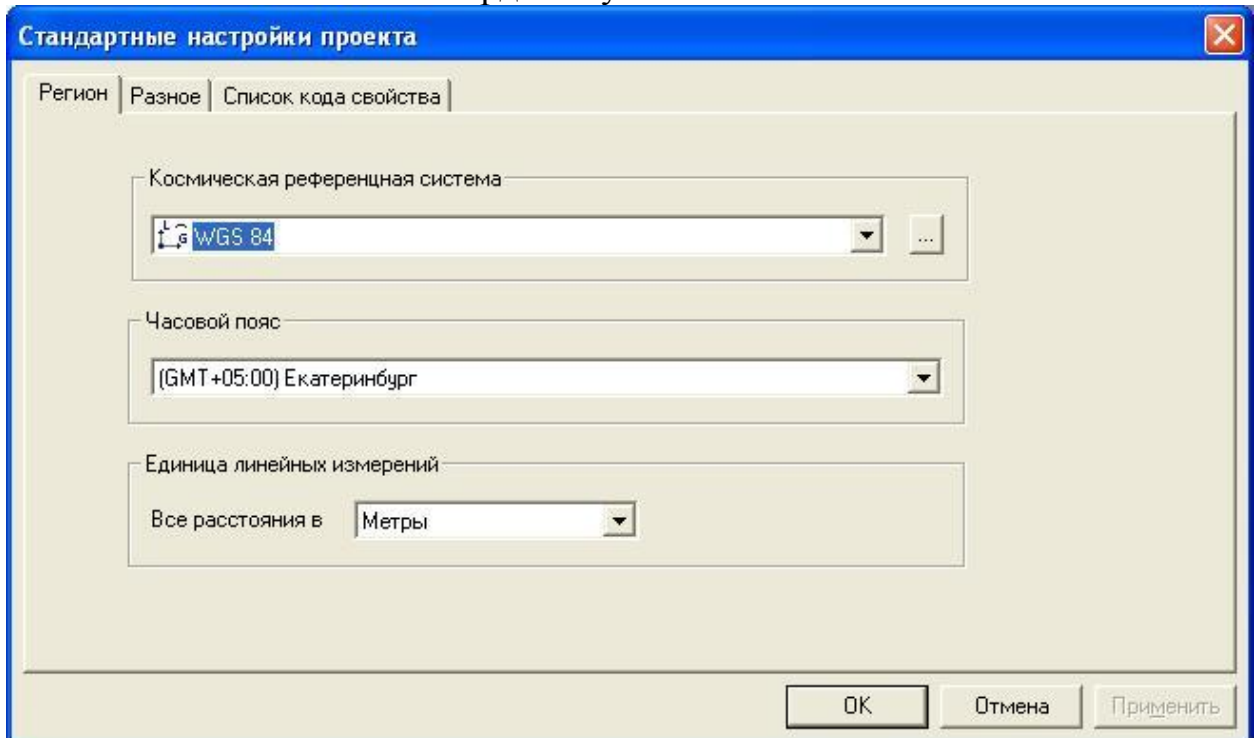 Стандартные настройки проекта
Регион Разное Список кода свойства
Космическая референцная система
WGS 84 ...
Часовой пояс
(GMT+05:00) Екатеринбург
Единица линейных измерений
Все расстояния в Метры
OK Отмена Применить